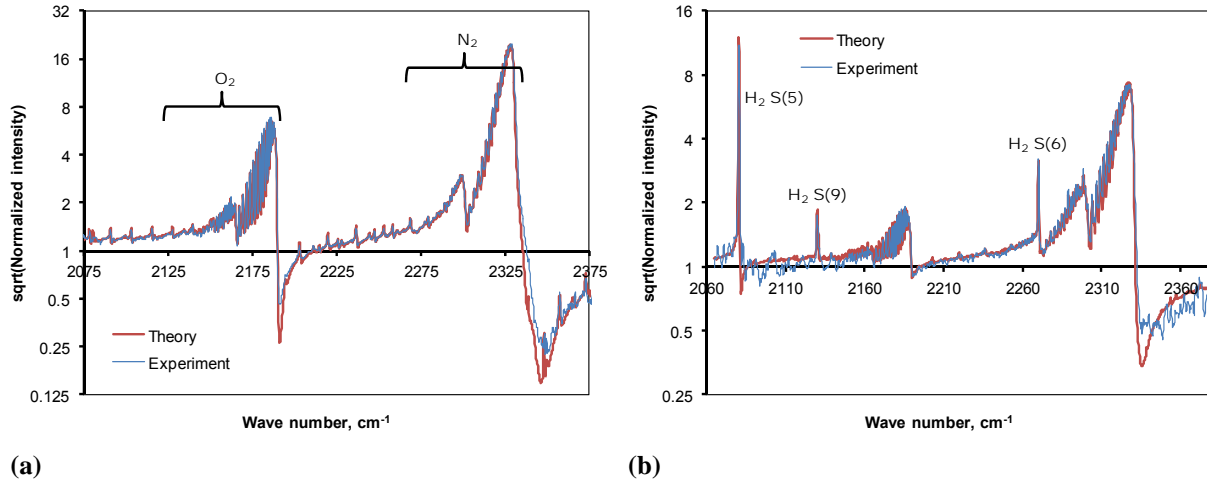 32
16
8
4
2
1
0.5
0.25
0.125
sqrt(Normalized intensity)
O2
N2
2075 2125 2175 2225 2275 2325 2375
Theory
Experiment
Wave number, cm-1
(a)
16
8
4
2
1
0.5
0.25
sqrt(Normalized intensity)
Theory
Experiment
H2 S(5)
H2 S(6)
H2 S(9)
2060 2110 2160 2210 2260 2310 2360
Wave number, cm-1
(b)